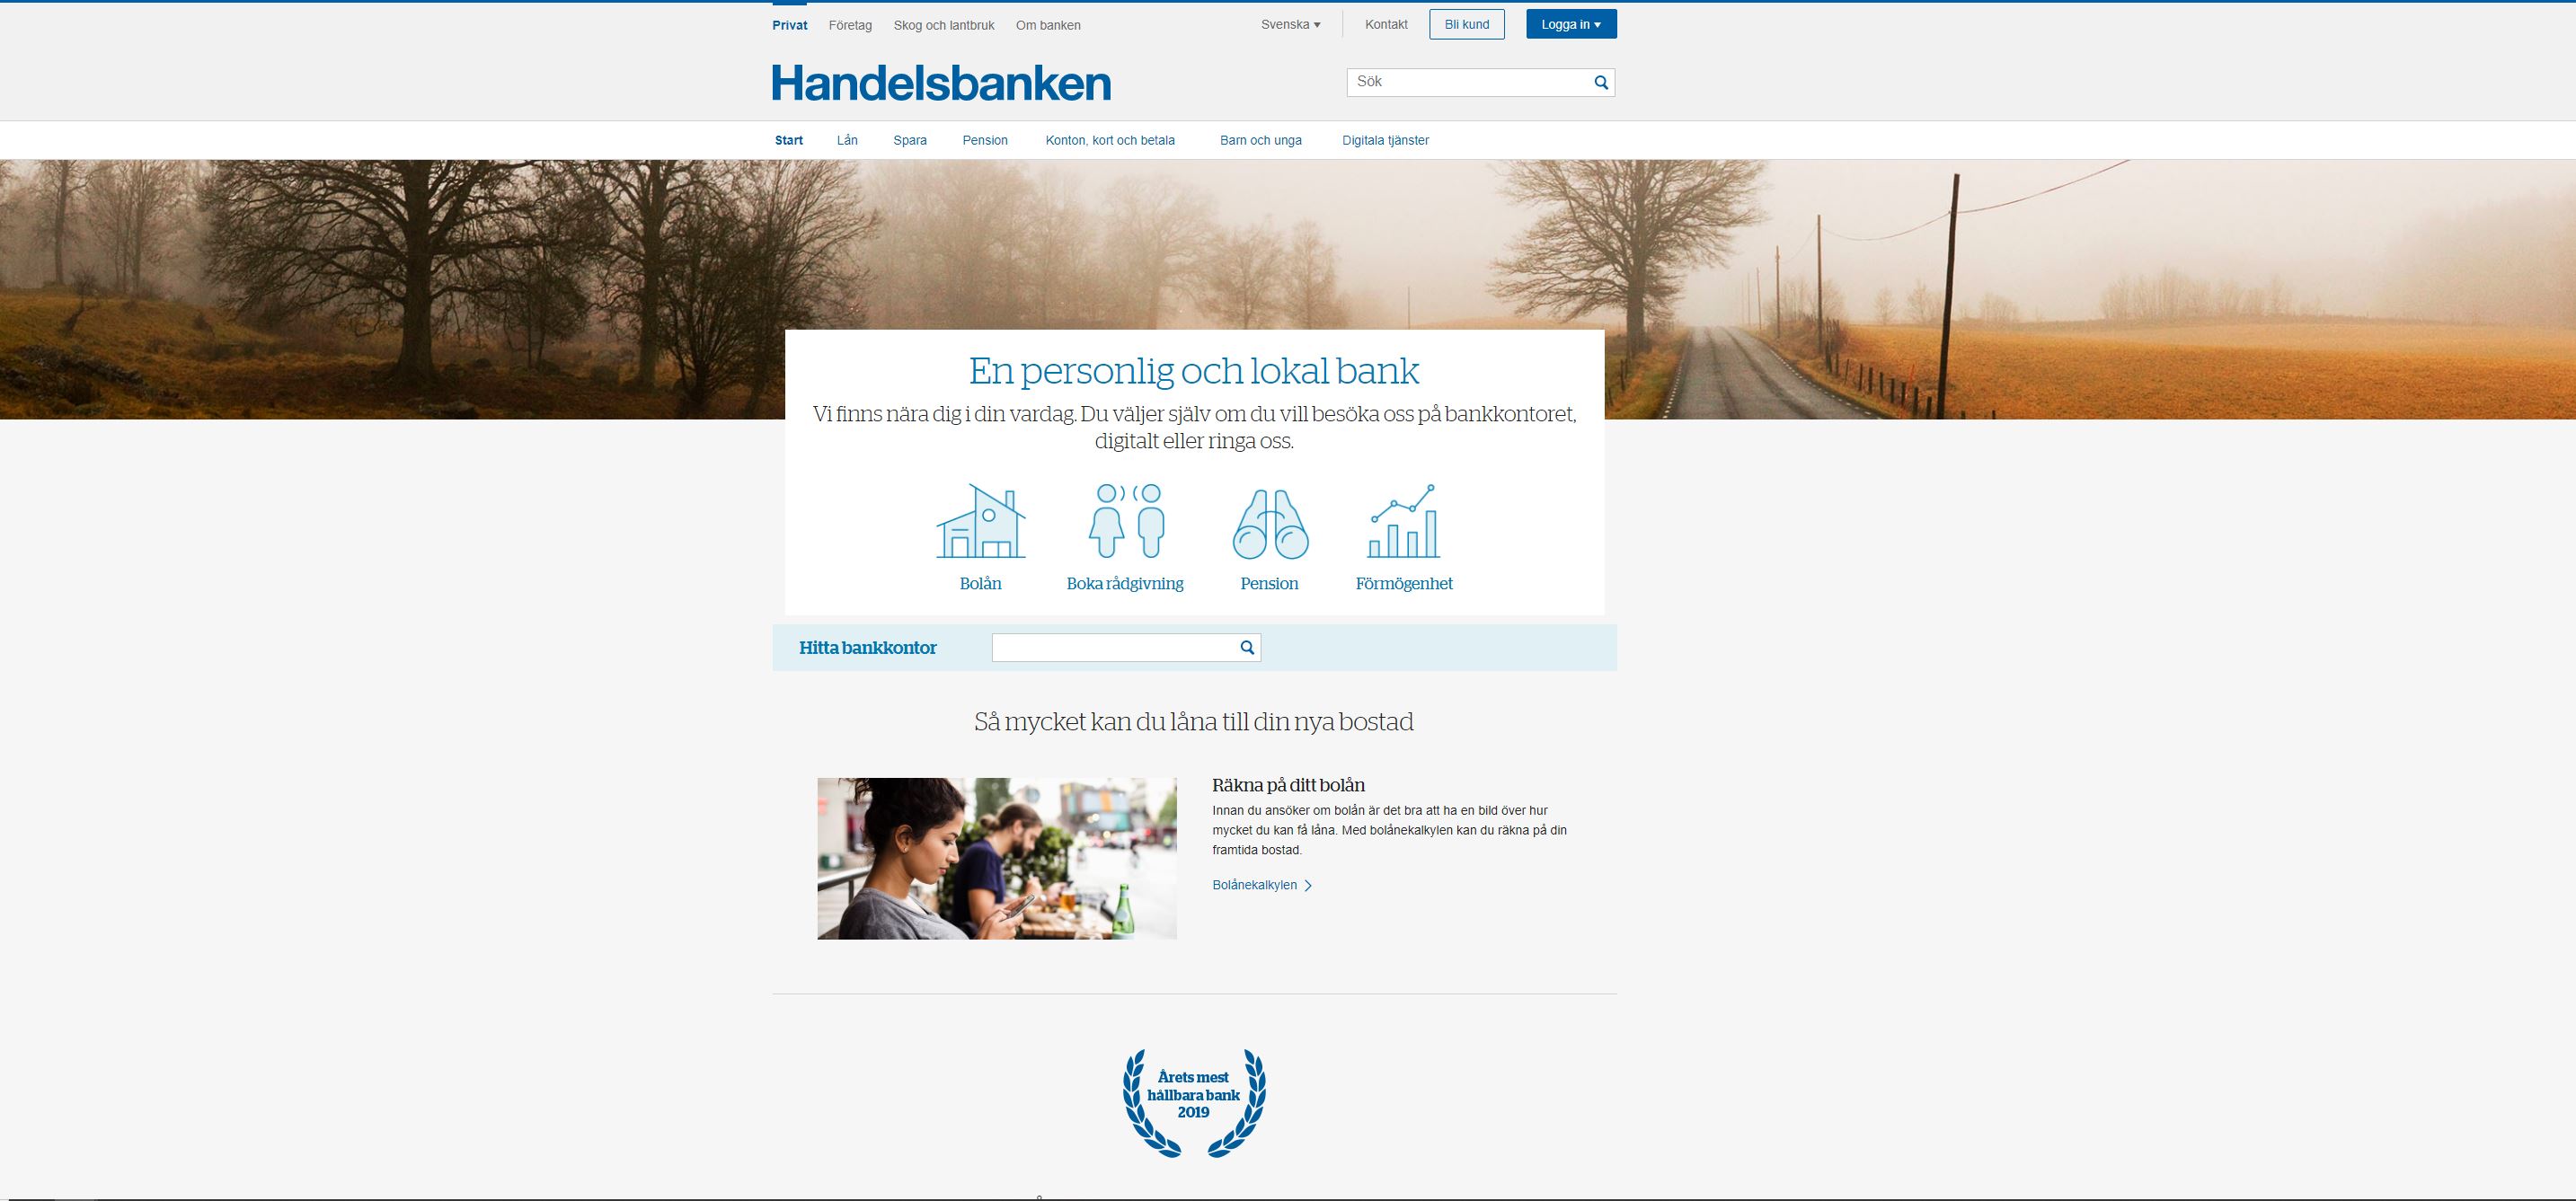 Privat Företag Skog och lantbruk Om banken Svenska Kontakt Bli kund Logga in
Handelsbanken
Sök
Start Lån Spara Pension Konton, kort och betala Barn och unga Digitala tjänster
En personlig och lokal bank
Vi finns nära dig i din vardag. Du väljer själv om du vill besöka oss på bankkontoret,
digitalt eller ringa oss.
Bolån Boka rådgivning Pension Förmögenhet
Hitta bankkontor
Så mycket kan du låna till din nya bostad
Räkna på ditt bolån
Innan du ansöker om bolån är det bra att ha en bild över hur
mycket du kan få låna. Med bolånekalkylen kan du räkna på din
framtida bostad.
Bolånekalkylen
Årets mest
hållbara bank
2019